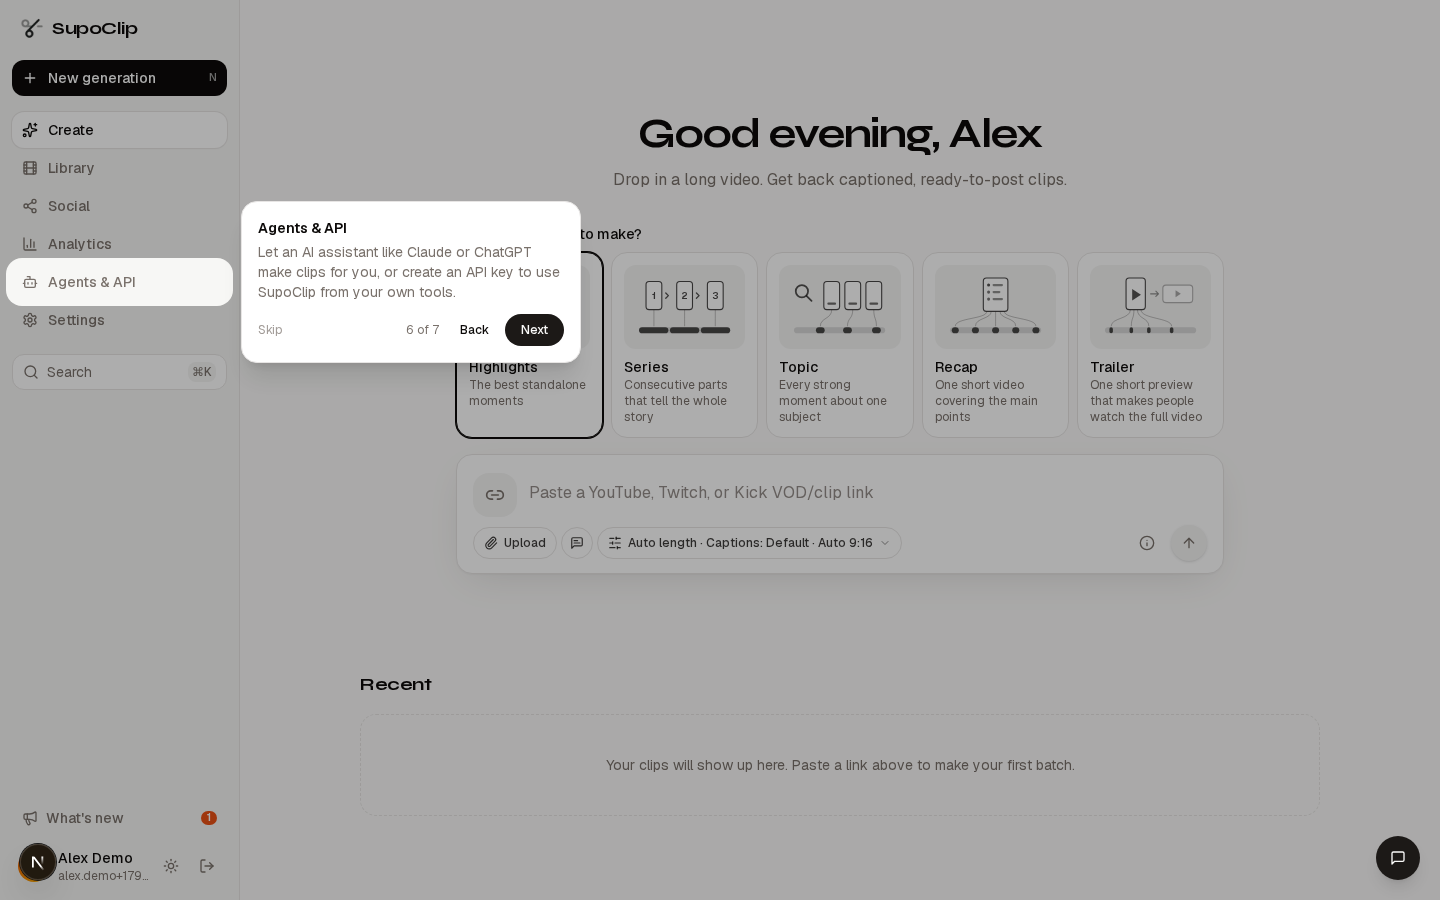 SupoClip
New generation N
Create
Library
Social
Analytics
Agents & API
Settings
Search ⌘K
What's new 1
N
Alex Demo
alex.demo+179...
Good evening, Alex
Drop in a long video. Get back captioned, ready-to-post clips.
to make?
Agents & API
Let an AI assistant like Claude or ChatGPT
make clips for you, or create an API key to use
SupoClip from your own tools.
Skip 6 of 7 Back Next
Highlights
The best standalone
moments
1 2 3
Series
Consecutive parts
that tell the whole
story
Topic
Every strong
moment about one
subject
Recap
One short video
covering the main
points
Trailer
One short preview
that makes people
watch the full video
Paste a YouTube, Twitch, or Kick VOD/clip link
Upload
Auto length · Captions: Default · Auto 9:16
Recent
Your clips will show up here. Paste a link above to make your first batch.